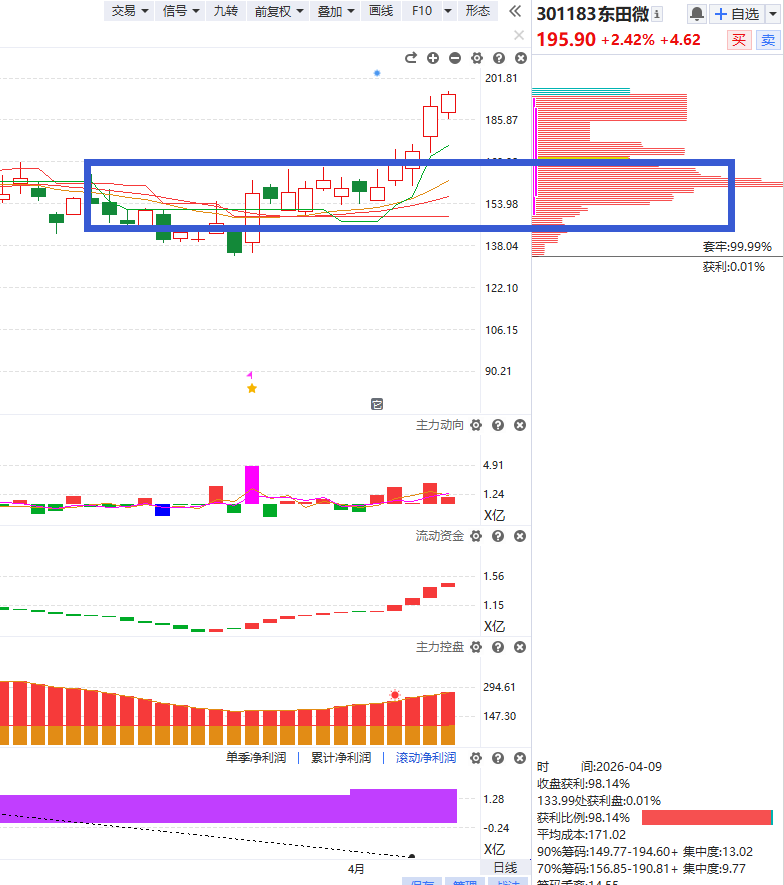 交易 信号 九转 前复权 叠加 画线 F10 形态
301183东田微
自选
195.90 +2.42% +4.62 买 卖
201.81
185.87
153.98
138.04
122.10
106.15
90.21
套牢:99.99%
获利:0.01%
主力动向
4.91
1.24
X亿
流动资金
1.56
1.15
X亿
主力控盘
294.61
147.30
单季净利润 累计净利润 滚动净利润
1.28
-0.24
X亿
4月 日线
时 间:2026-04-09
收盘获利:98.14%
133.99处获利盘:0.01%
获利比例:98.14%
平均成本:171.02
90%筹码:149.77-194.60+ 集中度:13.02
70%筹码:156.85-190.81+ 集中度:9.77